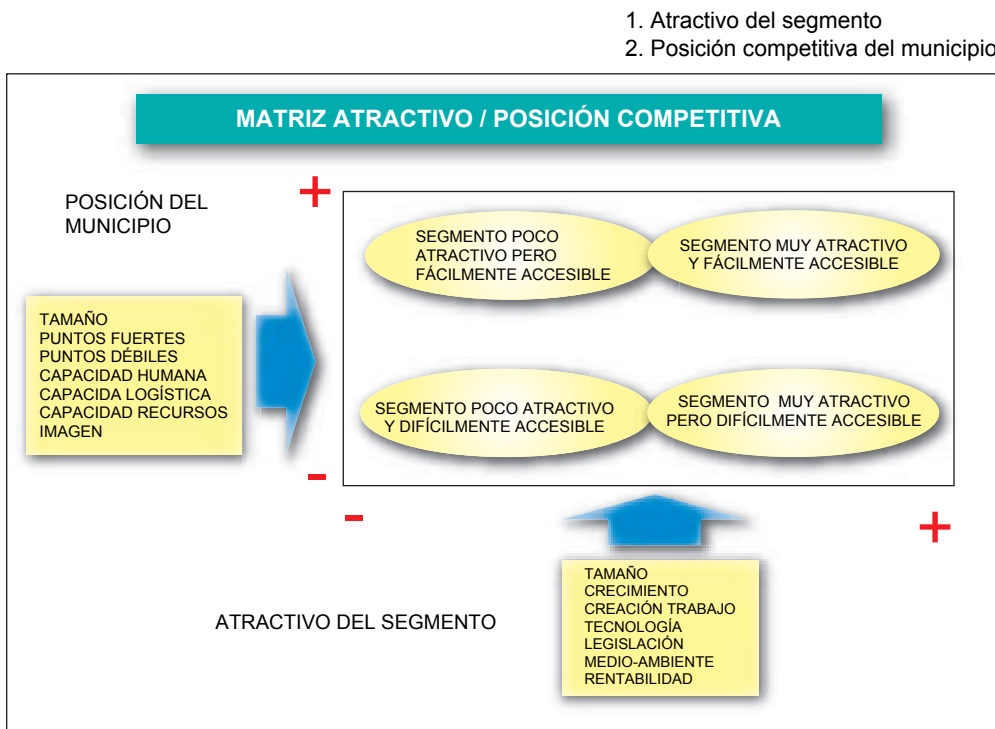 1. Atractivo del segmento
2. Posición competitiva del municipio
MATRIZ ATRACTIVO / POSICIÓN COMPETITIVA
POSICIÓN DEL
MUNICIPIO
+
SEGMENTO POCO
ATRACTIVO PERO
FÁCILMENTE ACCESIBLE
SEGMENTO MUY ATRACTIVO
Y FÁCILMENTE ACCESIBLE
TAMAÑO
PUNTOS FUERTES
PUNTOS DÉBILES
CAPACIDAD HUMANA
CAPACIDA LOGÍSTICA
CAPACIDAD RECURSOS
IMAGEN
SEGMENTO POCO ATRACTIVO
Y DIFÍCILMENTE ACCESIBLE
SEGMENTO MUY ATRACTIVO
PERO DIFÍCILMENTE ACCESIBLE
-
-
+
ATRACTIVO DEL SEGMENTO
TAMAÑO
CRECIMIENTO
CREACIÓN TRABAJO
TECNOLOGÍA
LEGISLACIÓN
MEDIO-AMBIENTE
RENTABILIDAD